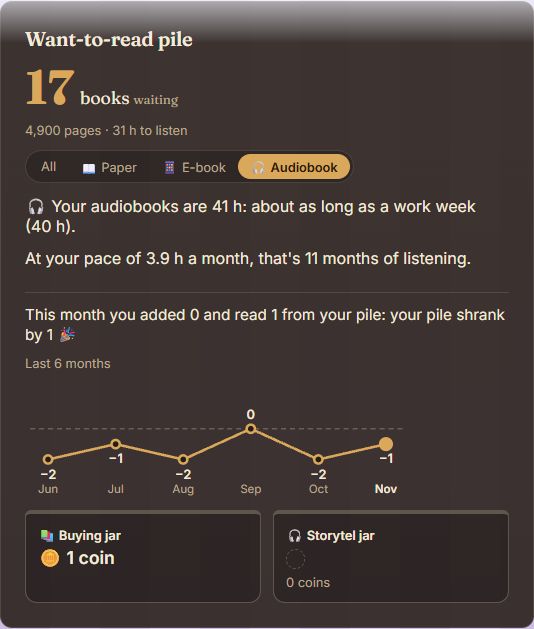 Want-to-read pile
17 books waiting
4,900 pages · 31 h to listen
All Paper E-book Audiobook
Your audiobooks are 41 h: about as long as a work week
(40 h).
At your pace of 3.9 h a month, that's 11 months of listening.
This month you added 0 and read 1 from your pile: your pile shrank
by 1 🎉
Last 6 months
0
−1
−1
−2
−2
−2
Jun Jul Aug Sep Oct Nov
Buying jar
1 coin
Storytel jar
0 coins